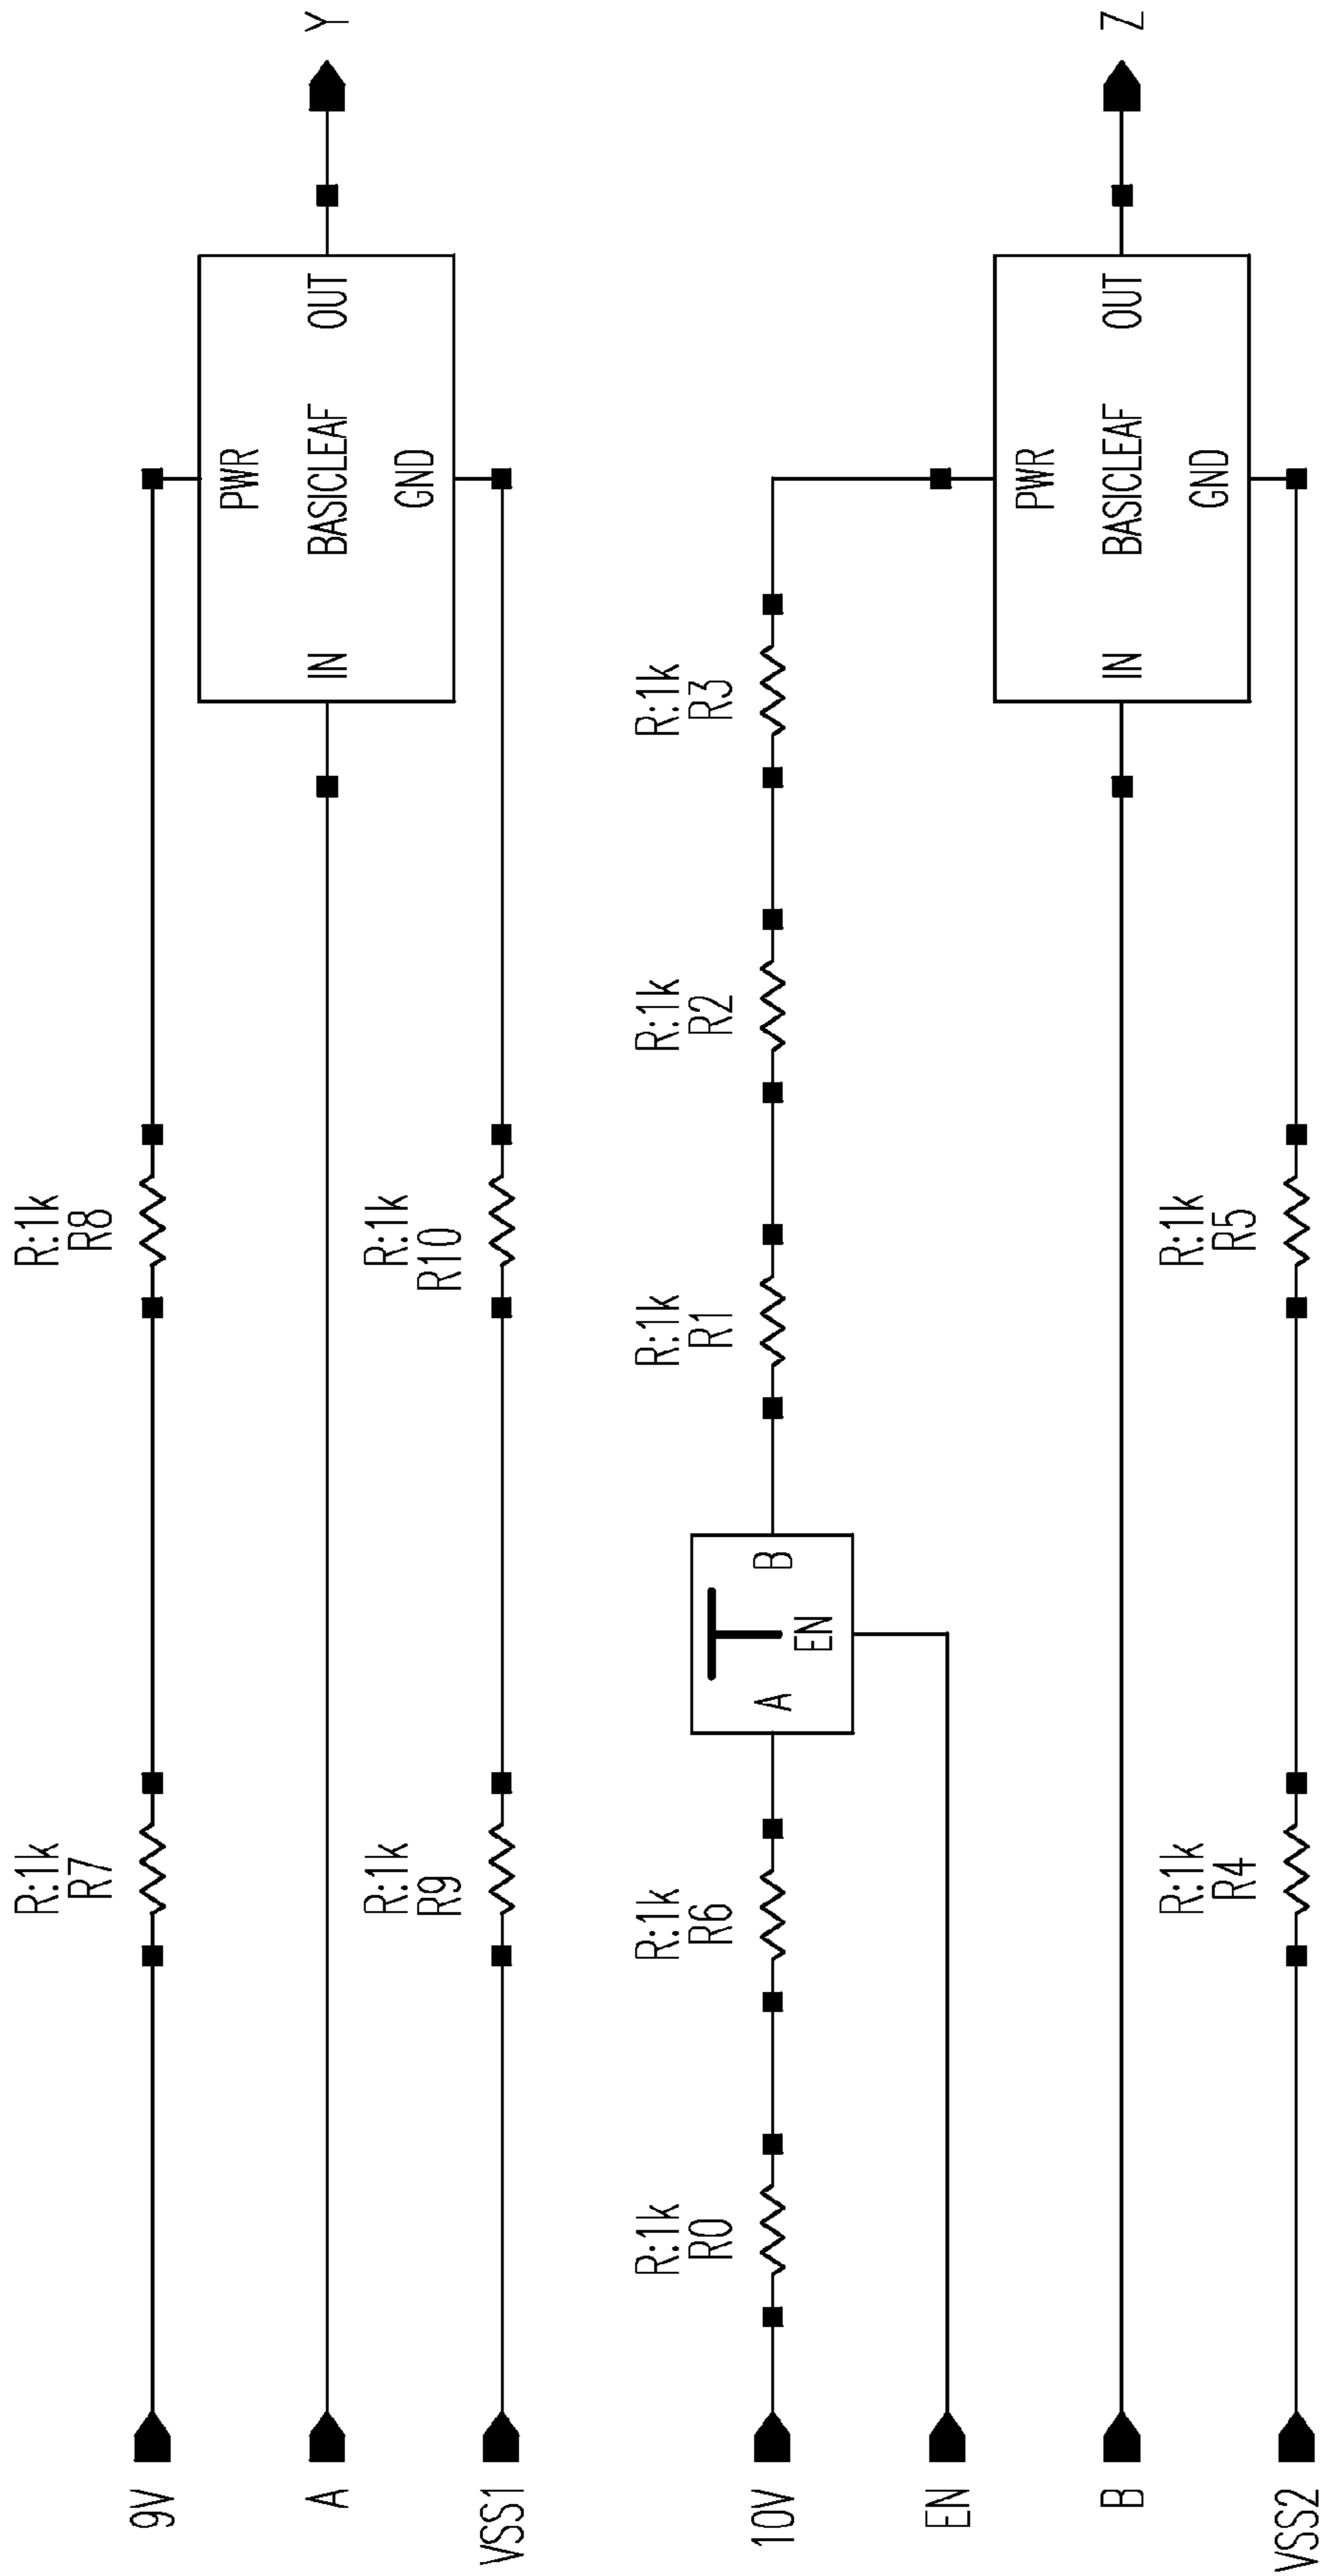 R:1k
R7
R:1k
R8
9V
PWR
A
IN
BASICLEAF
OUT
Y
GND
R:1k
R9
R:1k
R10
VSS1
R:1k
R0
R:1k
R6
R:1k
R1
R:1k
R2
R:1k
R3
10V
A
B
EN
EN
PWR
B
IN
BASICLEAF
OUT
Z
GND
R:1k
R4
R:1k
R5
VSS2